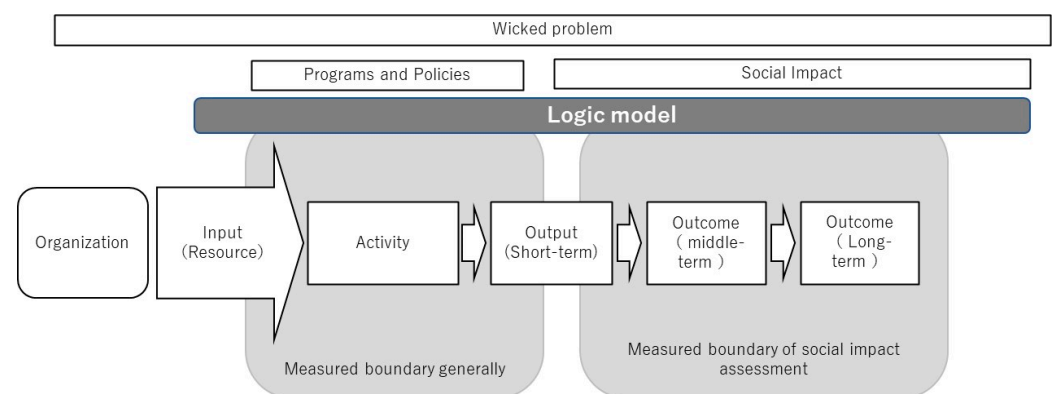 Wicked problem
Programs and Policies
Social Impact
Logic model
Organization
Input
(Resource)
Activity
Output
(Short-term)
Outcome
( middle-
term )
Outcome
( Long-
term )
Measured boundary generally
Measured boundary of social impact
assessment